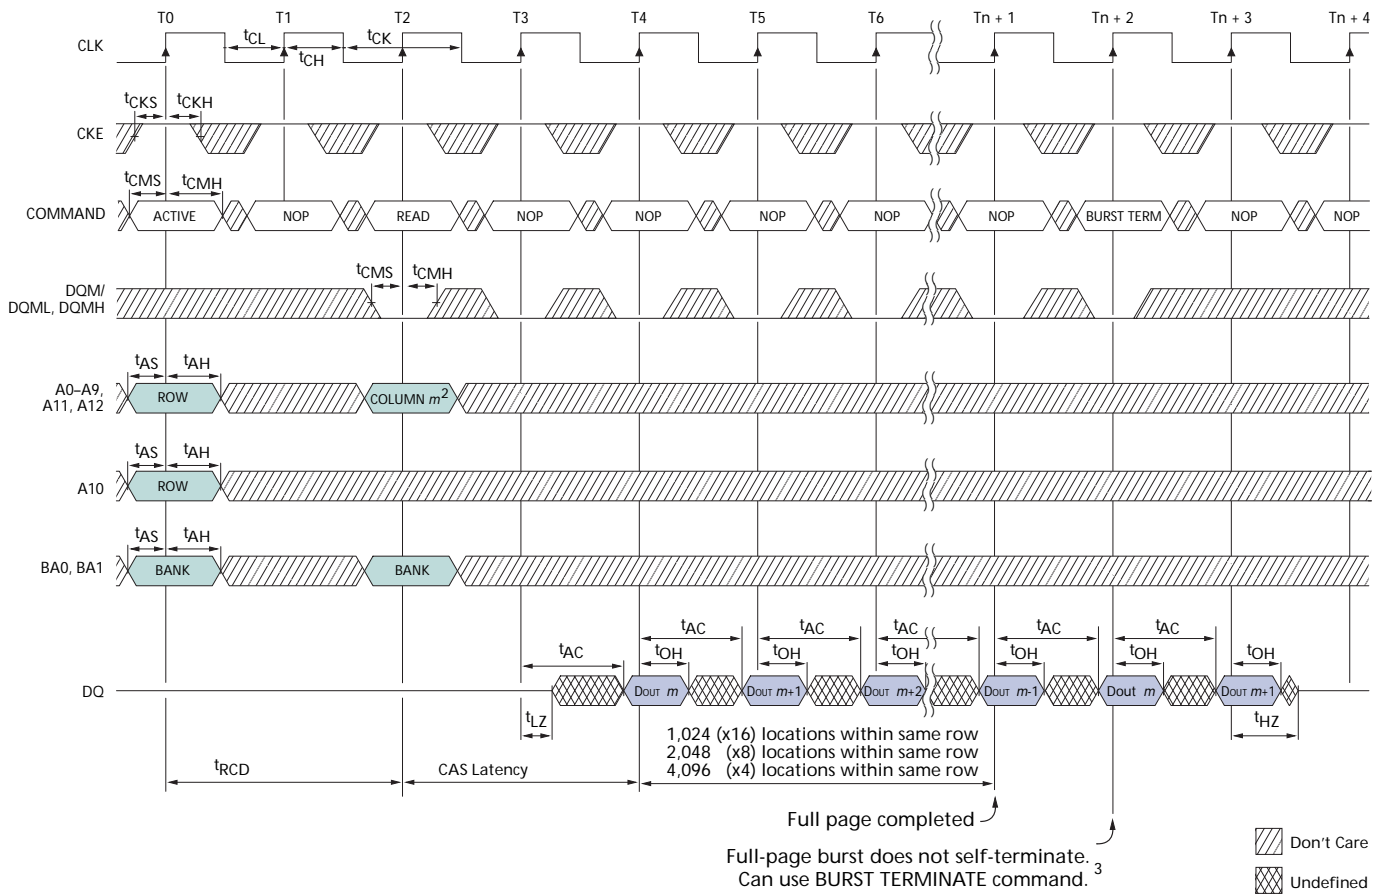 T0 T1 T2 T3 T4 T5 T6 Tn + 1 Tn + 2 Tn + 3 Tn + 4
CLK
tCL tCK
tCH
tCKS tCKH
CKE
tCMS tCMH
COMMAND ACTIVE NOP READ NOP NOP NOP NOP NOP BURST TERM NOP NOP
tCMS tCMH
DQM/
DQML, DQMH
tAS tAH
A0–A9,
A11, A12
ROW COLUMN m2
tAS tAH
A10 ROW
tAS tAH
BA0, BA1 BANK BANK
tAC tAC tAC tAC tAC tAC
tOH tOH tOH tOH tOH tOH
DQ DOUT m DOUT m+1 DOUT m+2 DOUT m-1 Dout m DOUT m+1
tLZ tHZ
1,024 (x16) locations within same row
2,048 (x8) locations within same row
4,096 (x4) locations within same row
tRCD CAS Latency
Full page completed
Full-page burst does not self-terminate.
Can use BURST TERMINATE command. 3
Don't Care
Undefined